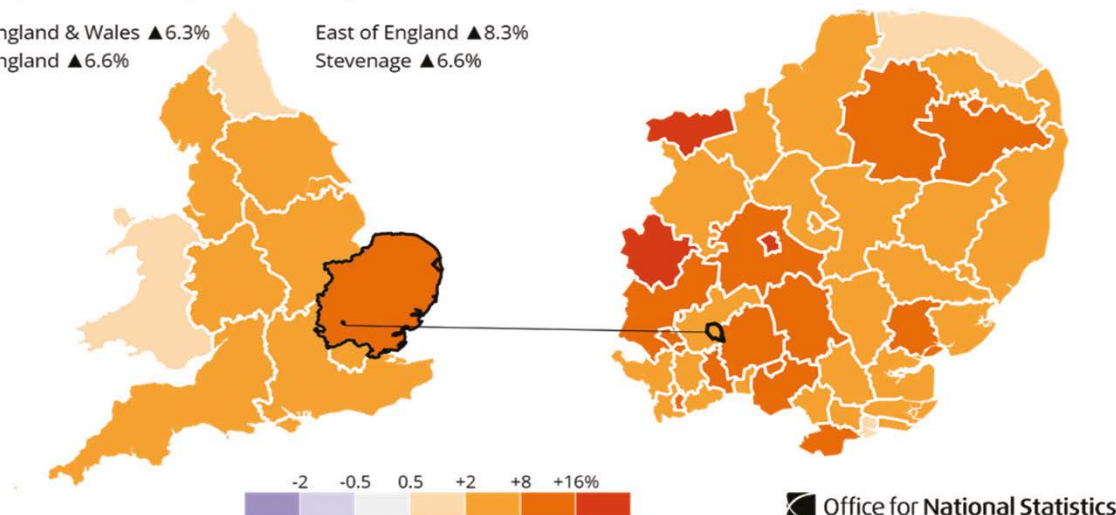 ngland & Wales ▲6.3%
East of England ▲8.3%
ngland ▲6.6%
Stevenage ▲6.6%
-2 -0.5 0.5 +2 +8 +16%
Office for National Statistics